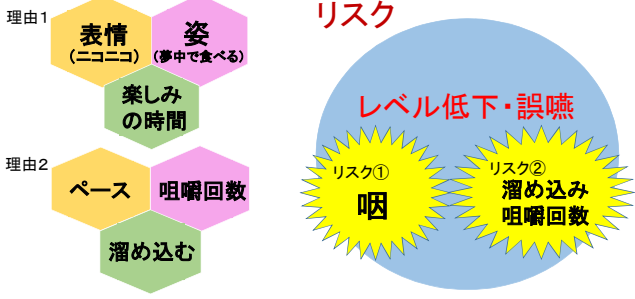 理由1
表情
(ニコニコ)
姿
(夢中で食べる)
楽しみ
の時間
理由2
ペース
咀嚼回数
溜め込む
リスク
レベル低下・誤嚥
リスク①
咽
リスク②
溜め込み
咀嚼回数